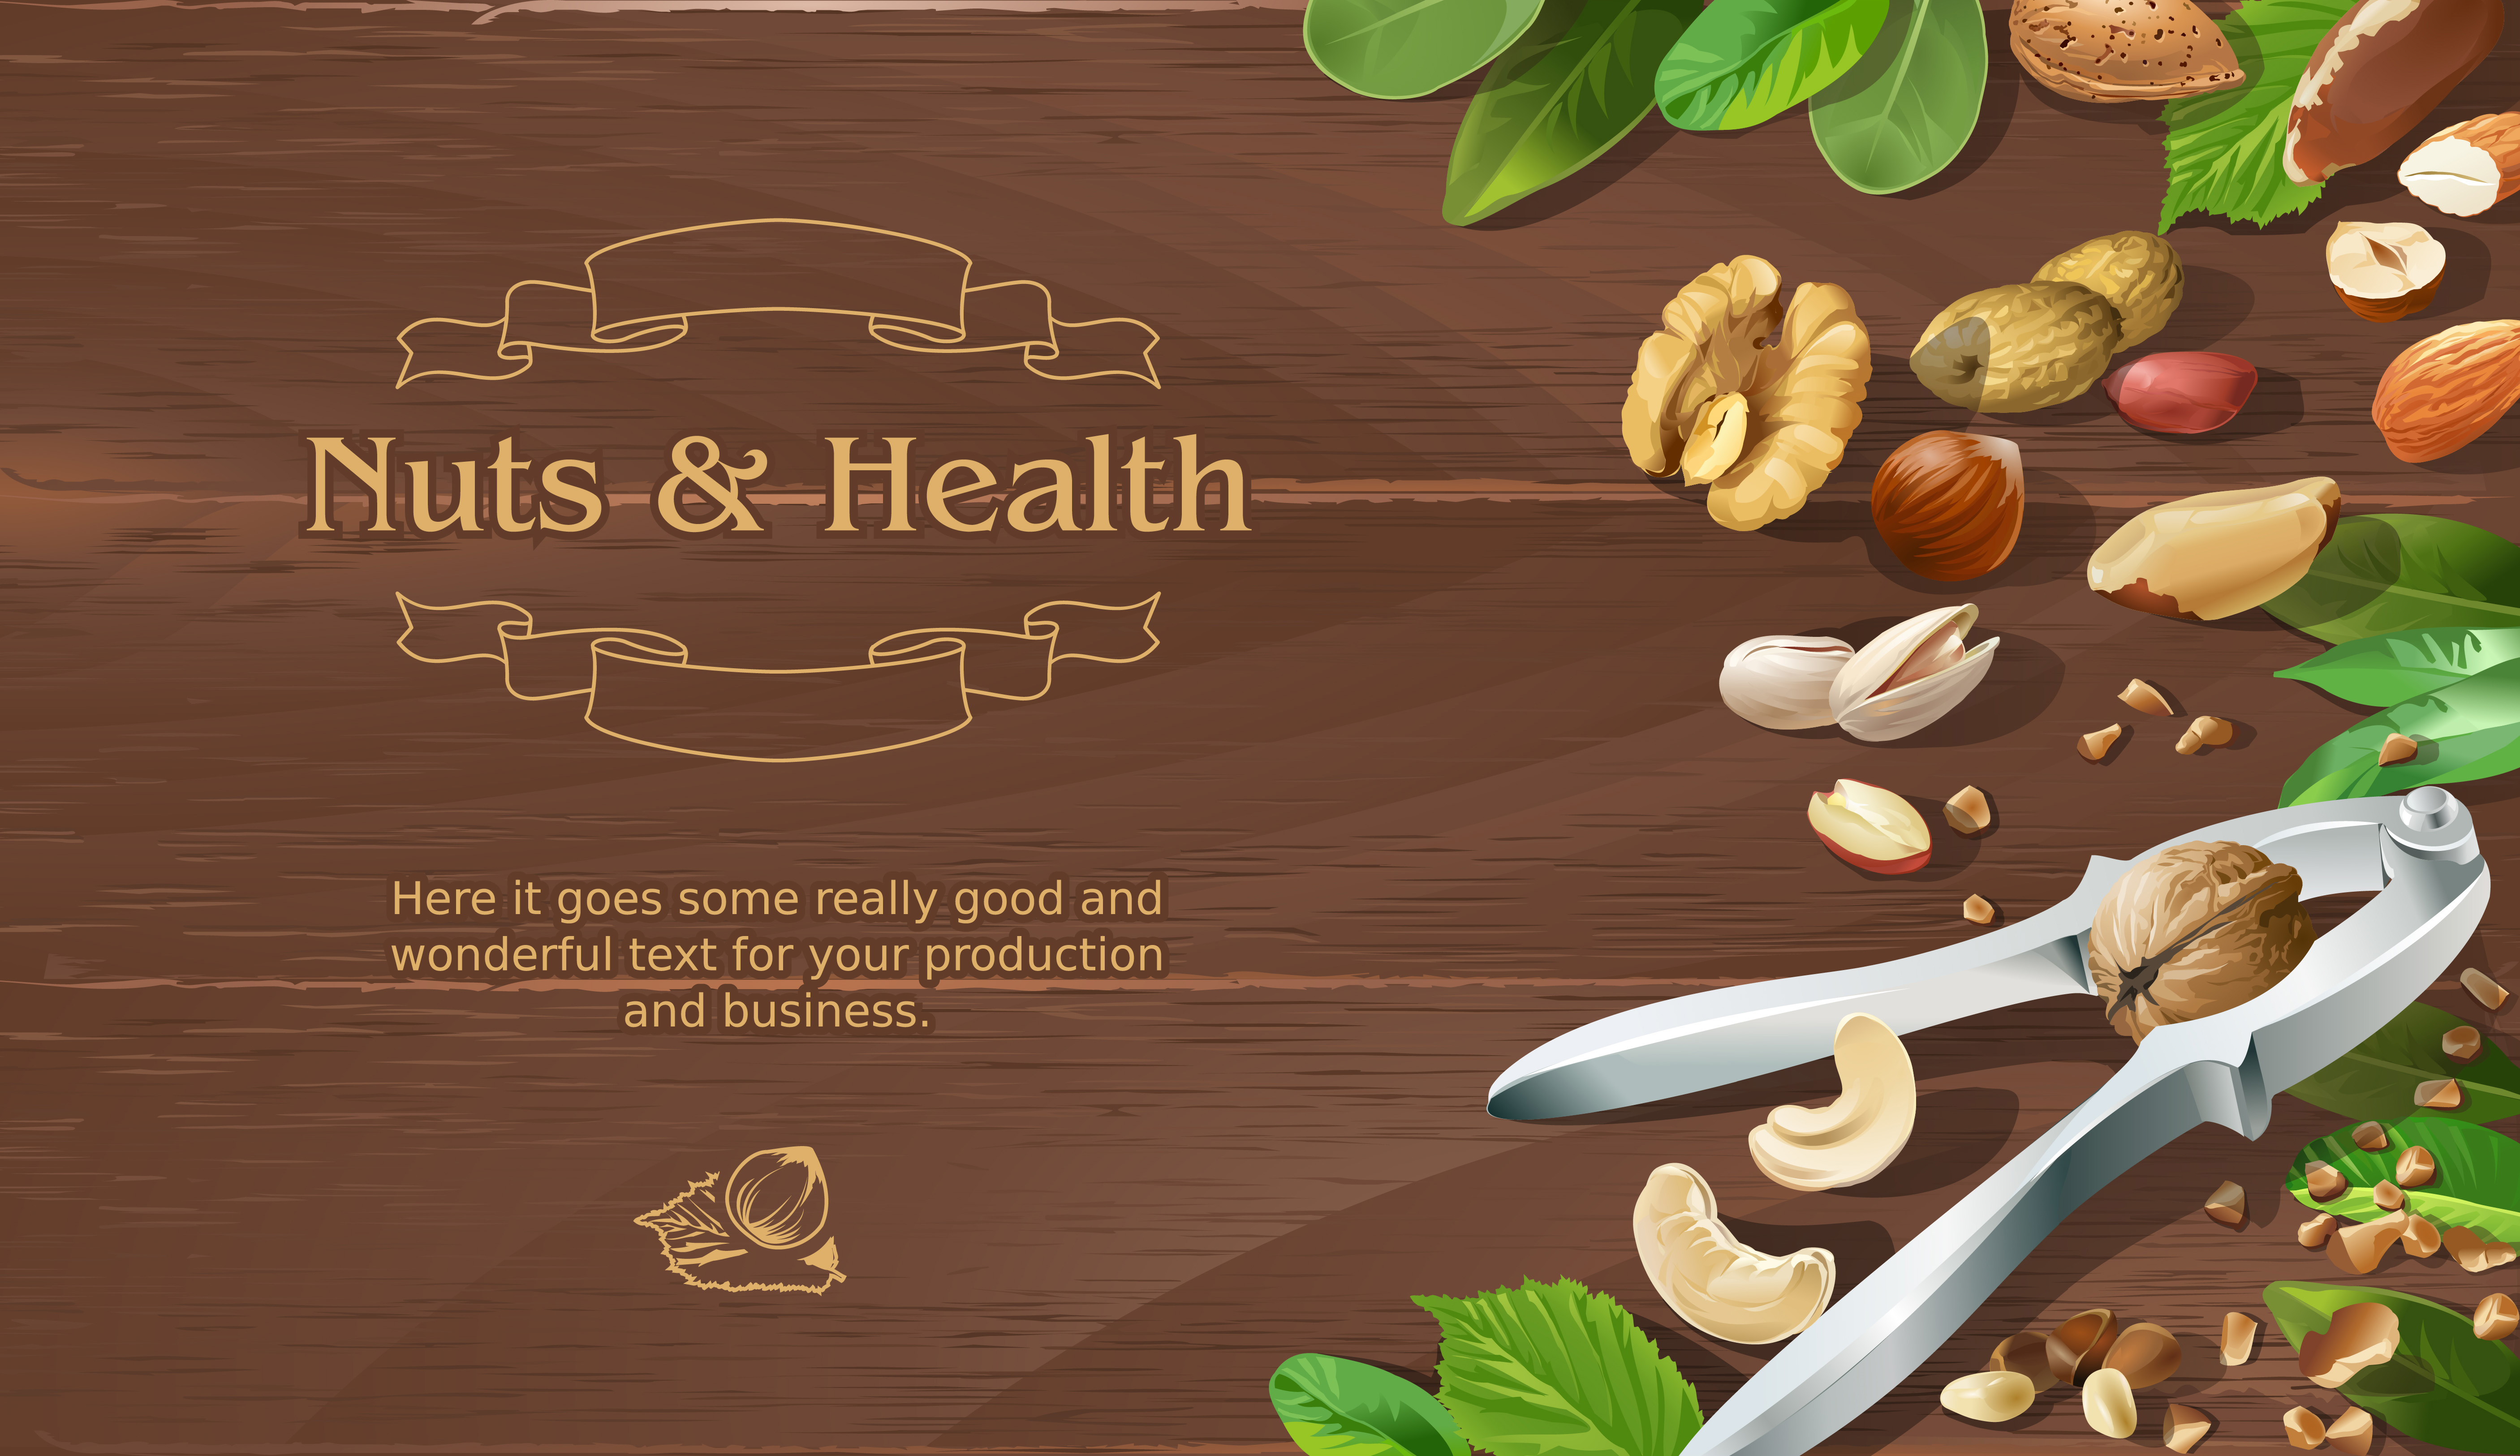 Nuts & Health
Here it goes some really good and
wonderful text for your production
and business.